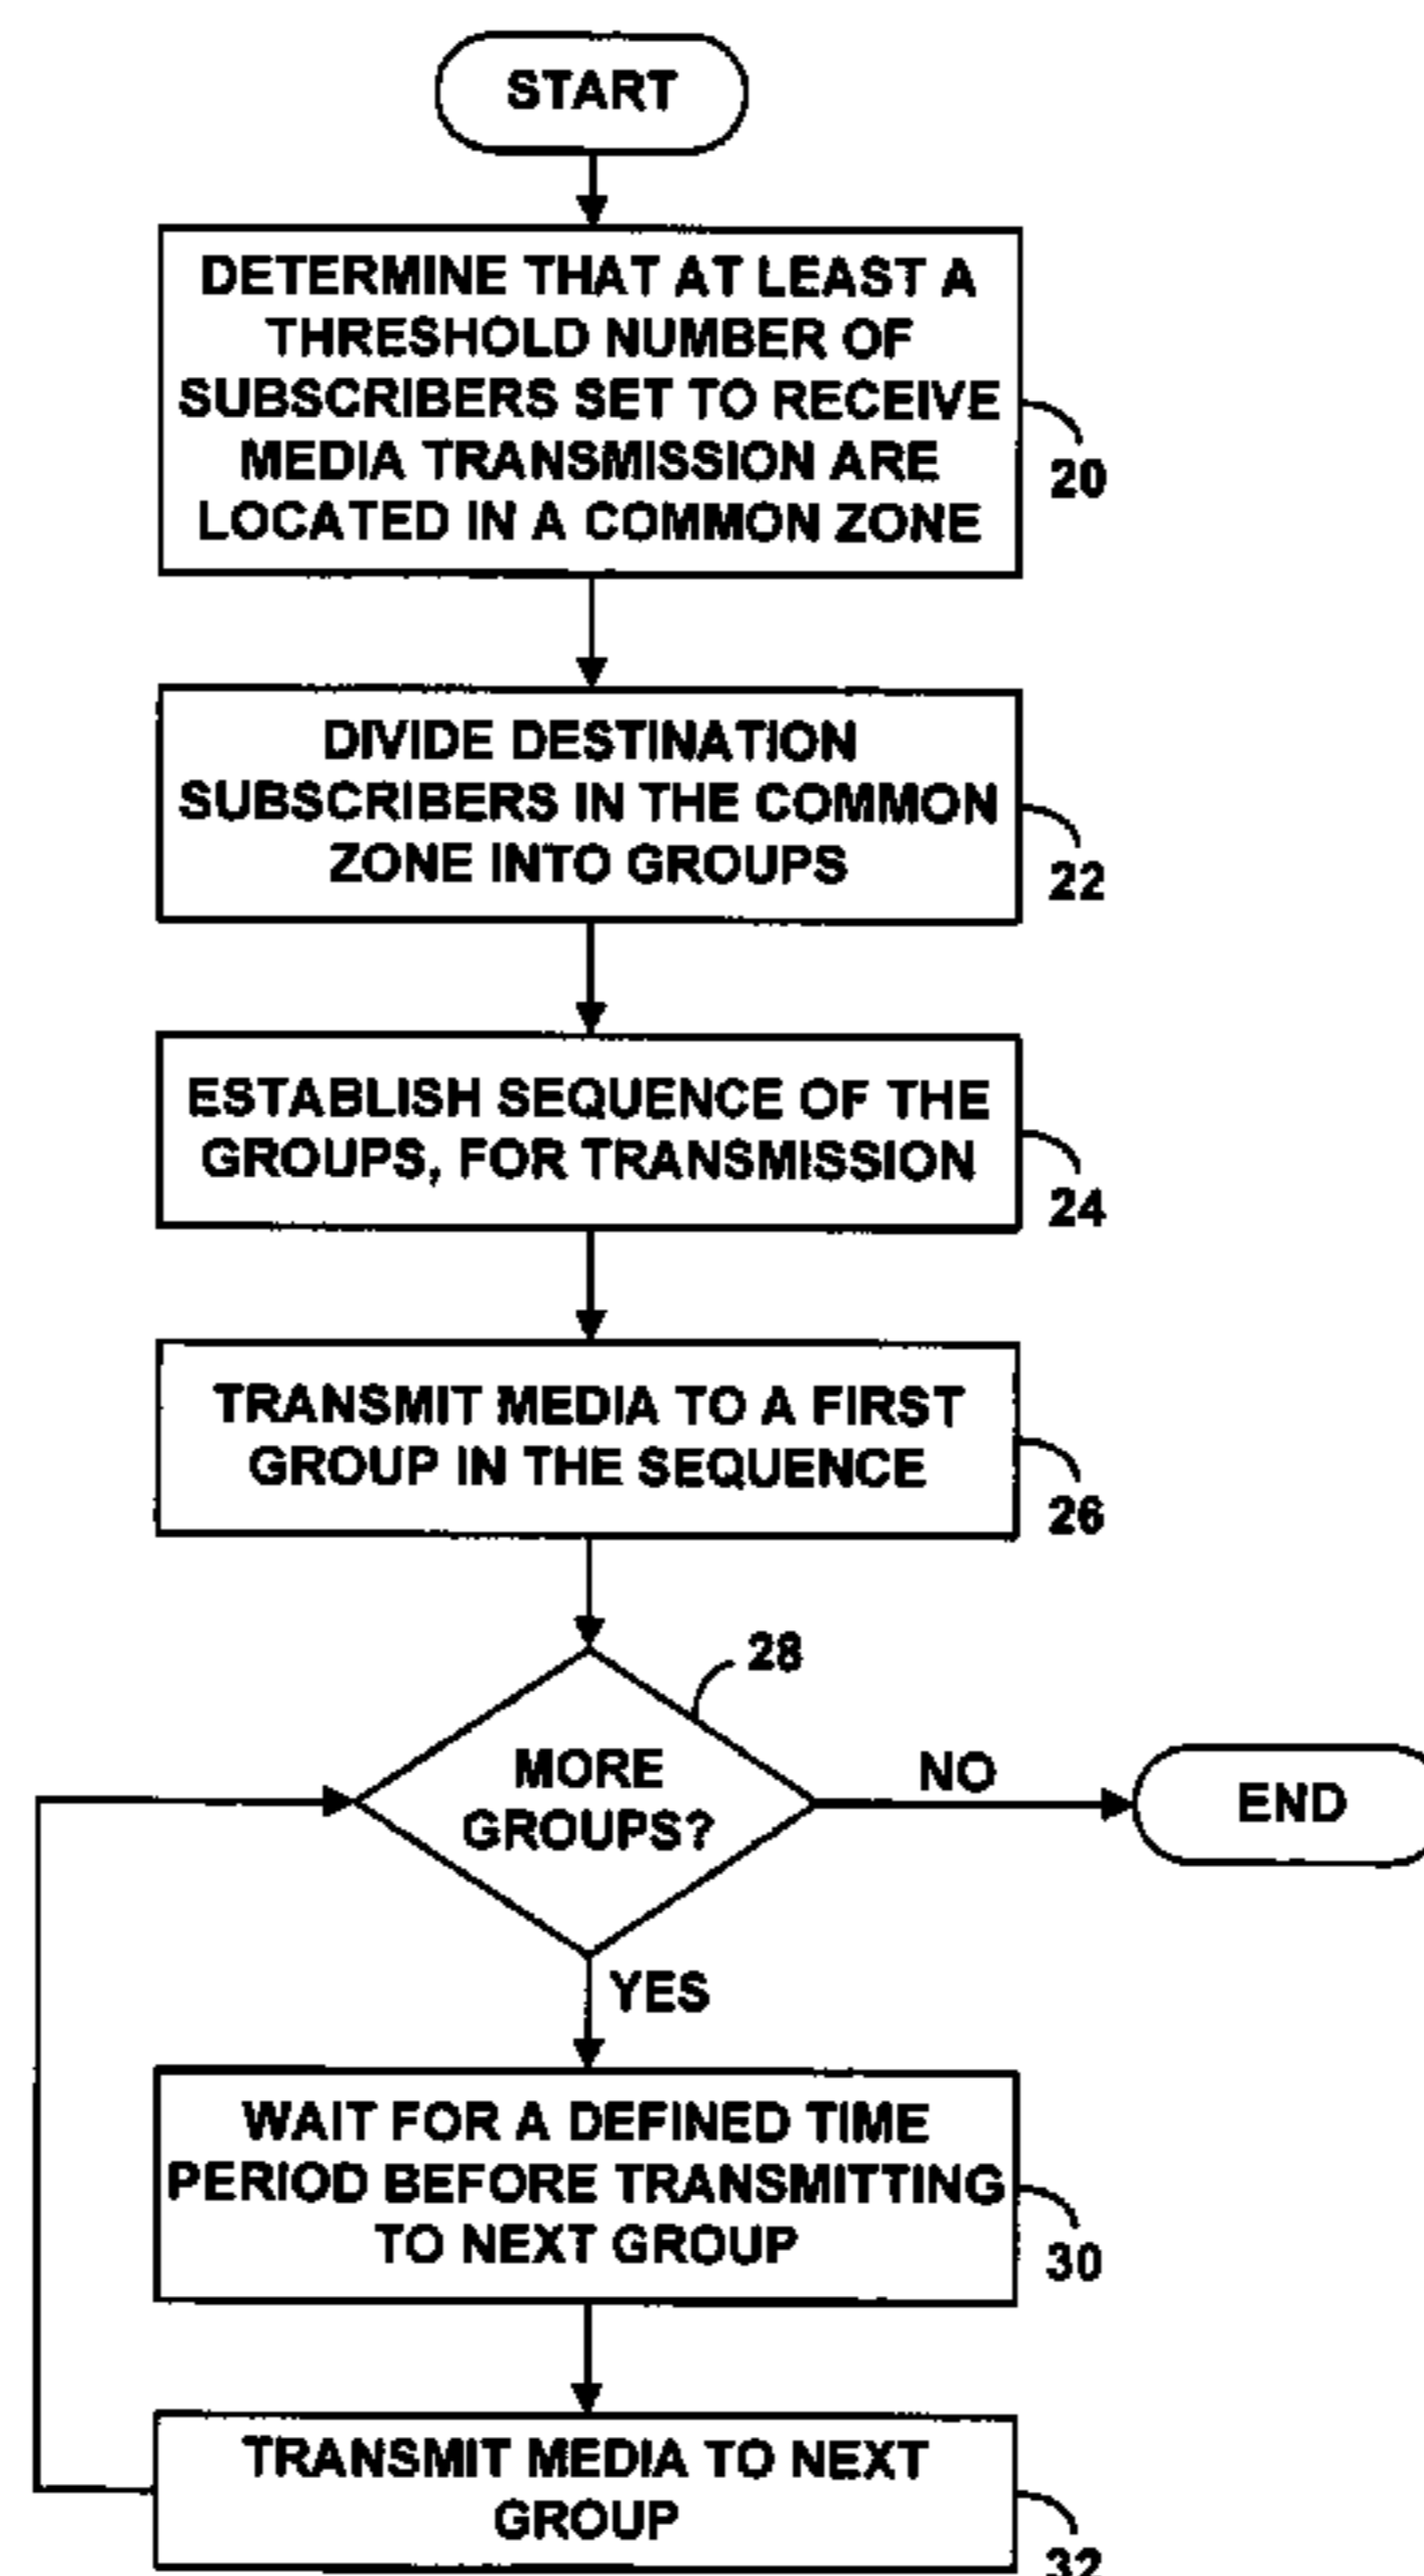 START
DETERMINE THAT AT LEAST A
THRESHOLD NUMBER OF
SUBSCRIBERS SET TO RECEIVE
MEDIA TRANSMISSION ARE
LOCATED IN A COMMON ZONE
20
DIVIDE DESTINATION
SUBSCRIBERS IN THE COMMON
ZONE INTO GROUPS
22
ESTABLISH SEQUENCE OF THE
GROUPS, FOR TRANSMISSION
24
TRANSMIT MEDIA TO A FIRST
GROUP IN THE SEQUENCE
26
28
MORE
GROUPS?
NO
END
YES
WAIT FOR A DEFINED TIME
PERIOD BEFORE TRANSMITTING
TO NEXT GROUP
30
TRANSMIT MEDIA TO NEXT
GROUP
32